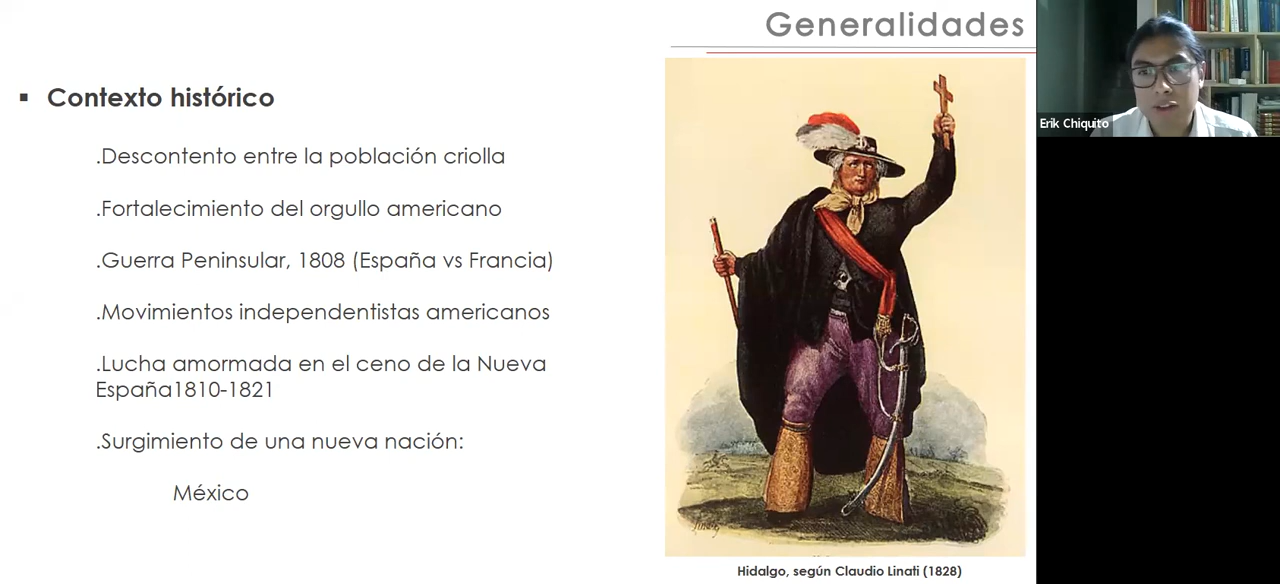 Generalidades
▪ Contexto histórico
.Descontento entre la población criolla
.Fortalecimiento del orgullo americano
.Guerra Peninsular, 1808 (España vs Francia)
.Movimientos independentistas americanos
.Lucha amormada en el ceno de la Nueva
España1810-1821
.Surgimiento de una nueva nación:
México
Hidalgo, según Claudio Linati (1828)
Erik Chiquito